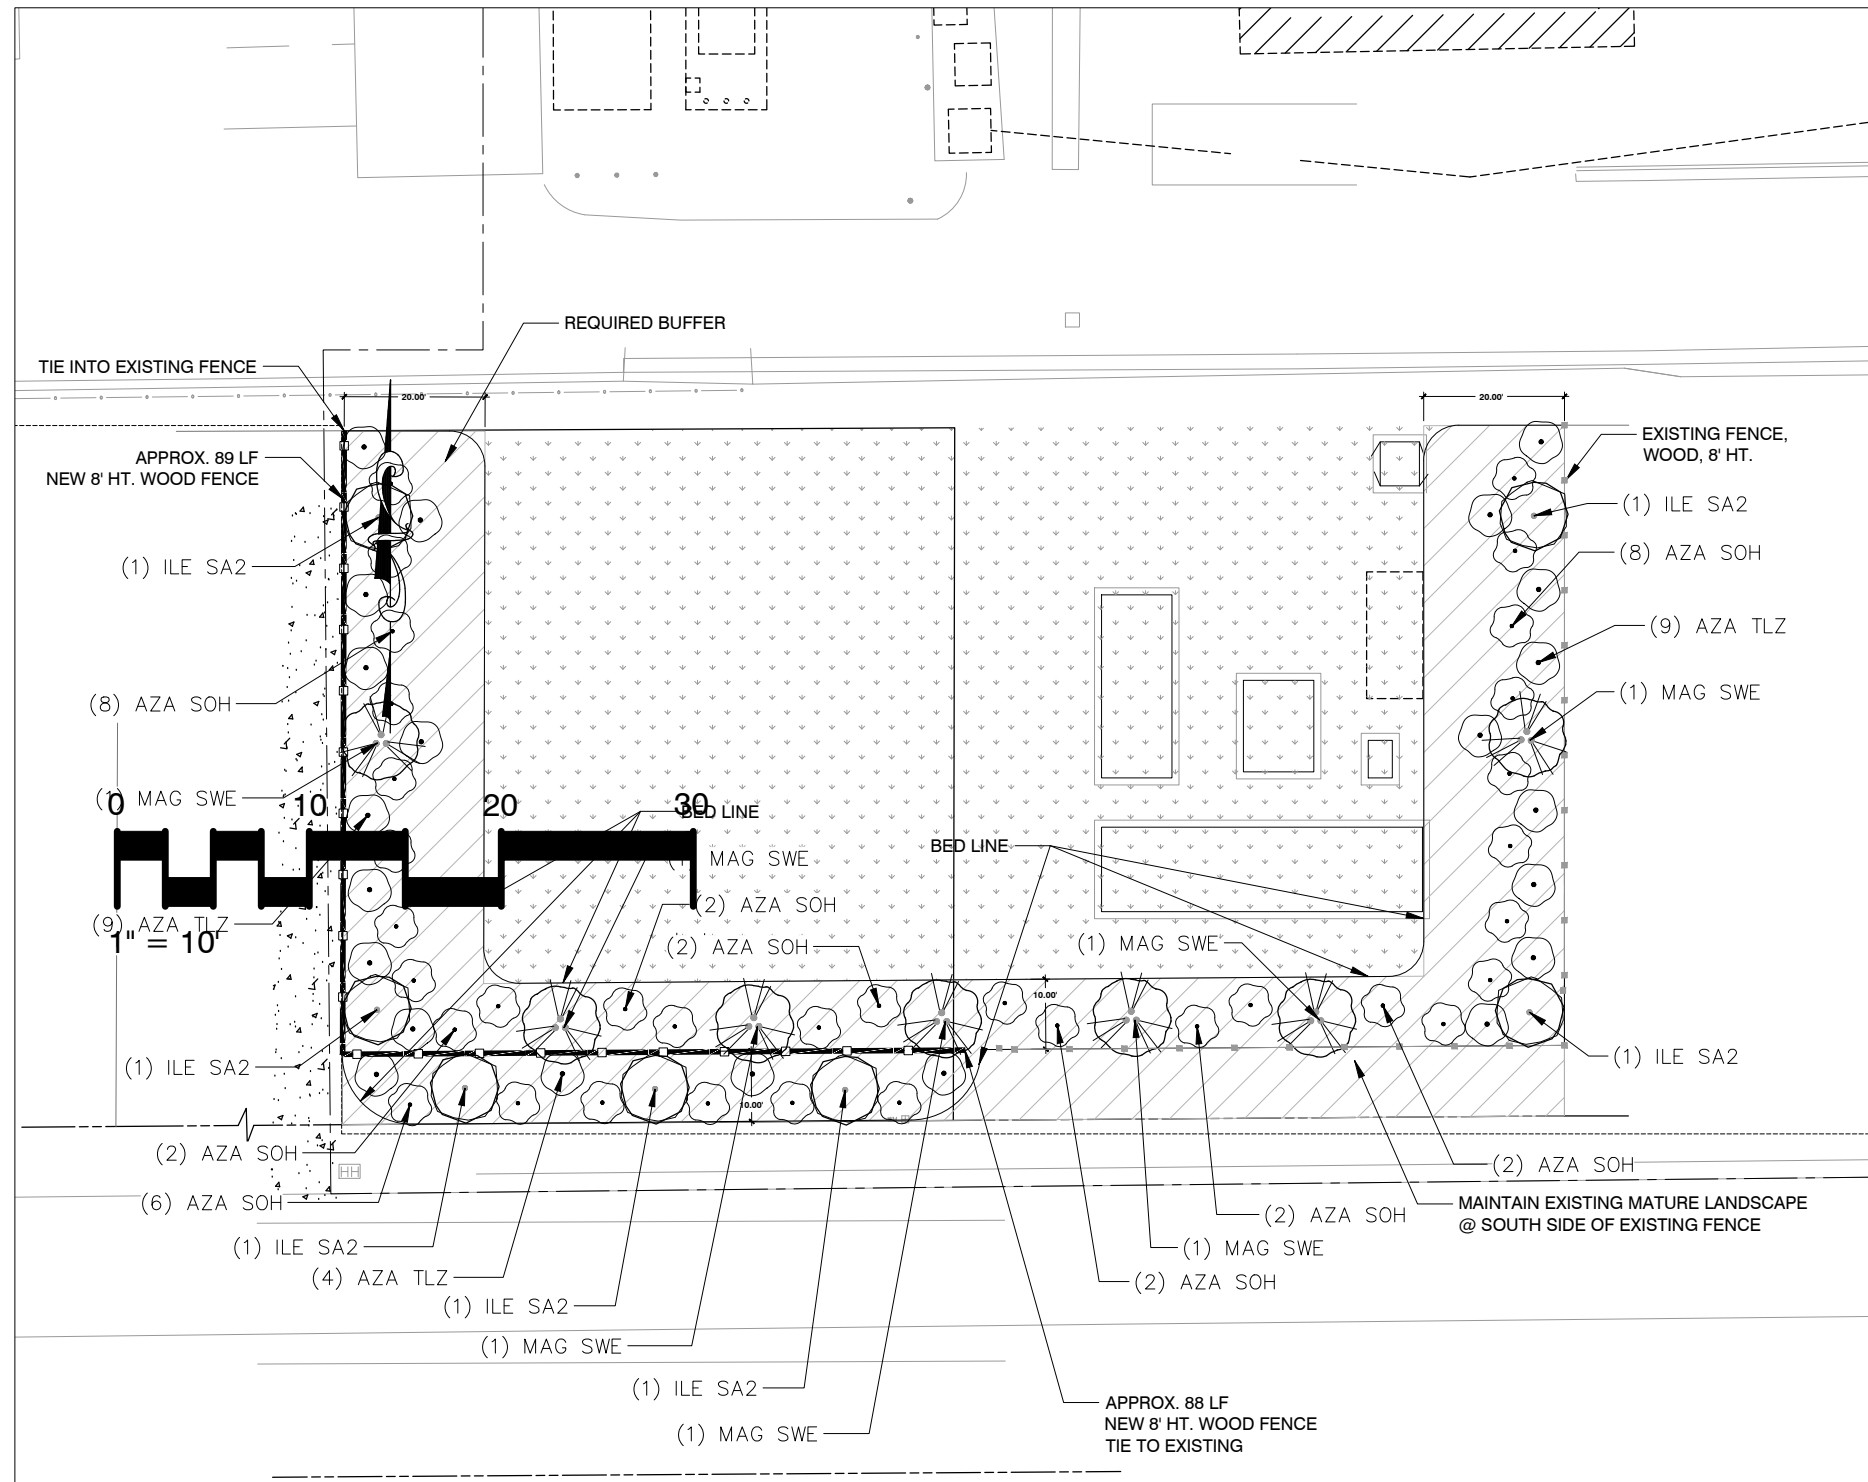 REQUIRED BUFFER
TIE INTO EXISTING FENCE
20.00'
20.00'
EXISTING FENCE,
WOOD, 8' HT.
APPROX. 89 LF
NEW 8' HT. WOOD FENCE
(1) ILE SA2
(8) AZA SOH
(1) ILE SA2
(9) AZA TLZ
(1) MAG SWE
(8) AZA SOH
(1) MAG SWE
0
10
20
30
BED LINE
BED LINE
(1) MAG SWE
(2) AZA SOH
(9) AZA TLZ
1" = 10'
(2) AZA SOH
(1) MAG SWE
10.00'
(1) ILE SA2
(1) ILE SA2
10.00'
(2) AZA SOH
HH
(2) AZA SOH
(6) AZA SOH
MAINTAIN EXISTING MATURE LANDSCAPE
@ SOUTH SIDE OF EXISTING FENCE
(2) AZA SOH
(1) ILE SA2
(1) MAG SWE
(4) AZA TLZ
(2) AZA SOH
(1) ILE SA2
(1) MAG SWE
(1) ILE SA2
APPROX. 88 LF
NEW 8' HT. WOOD FENCE
TIE TO EXISTING
(1) MAG SWE